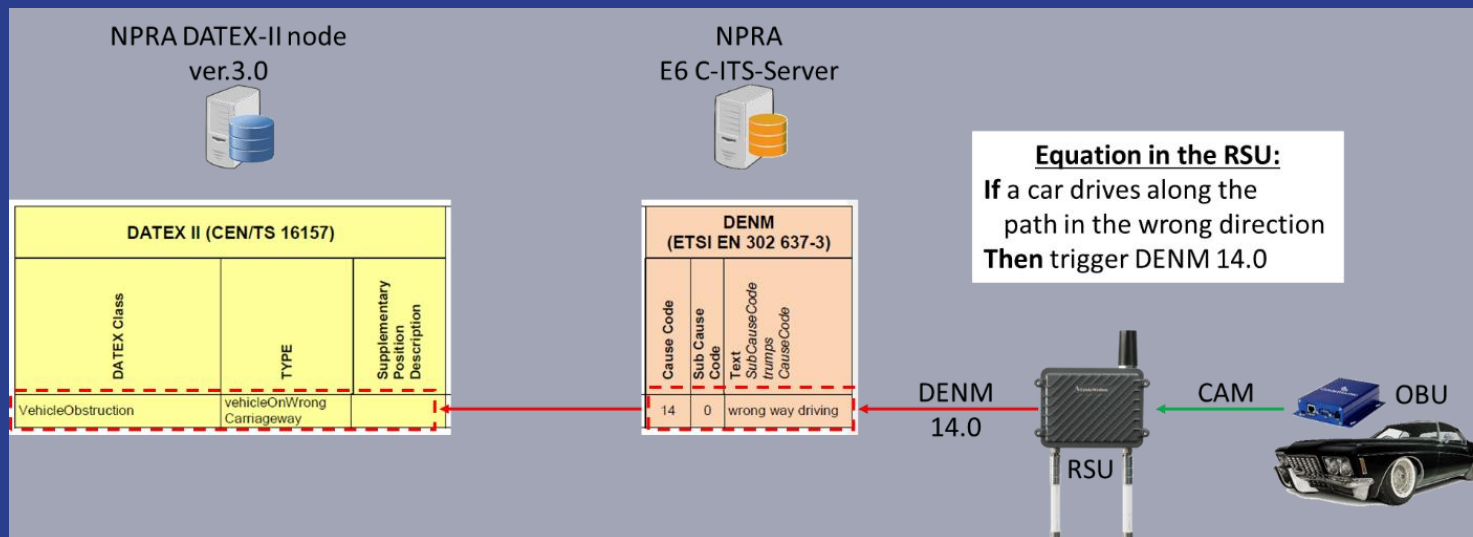 NPRA DATEX-II node
ver.3.0
NPRA
E6 C-ITS-Server
Equation in the RSU:
If a car drives along the
path in the wrong direction
Then trigger DENM 14.0
DATEX II (CEN/TS 16157)
DATEX Class
TYPE
Supplementary
Position
Description
VehicleObstruction
vehicleOnWrong
Carriageway
DENM
(ETSI EN 302 637-3)
Cause Code
Sub Cause
Code
Text
SubCauseCode
trumps
CauseCode
14
0
wrong way driving
DENM
14.0
RSU
CAM
OBU